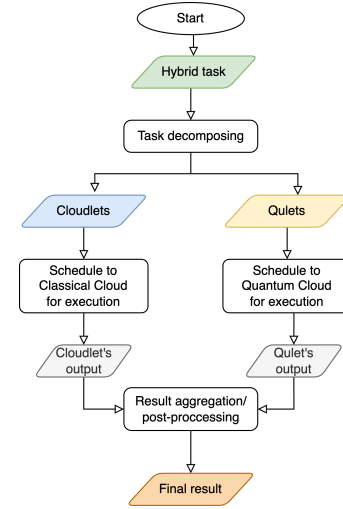 Start
Hybrid task
Task decomposing
Cloudlets
Qulets
Schedule to
Classical Cloud
for execution
Schedule to
Quantum Cloud
for execution
Cloudlet's
output
Qulet's
output
Result aggregation/
post-proccessing
Final result